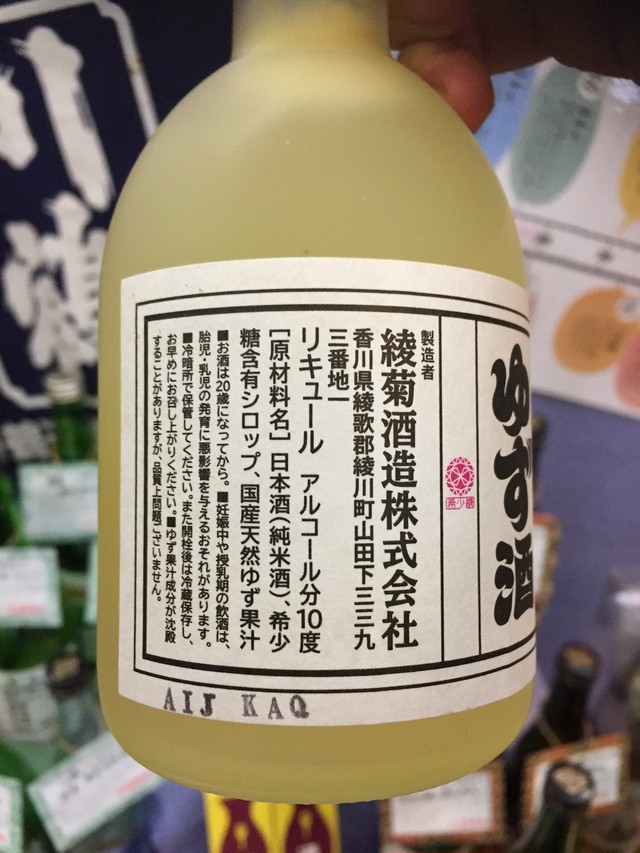 ゆず酒
希少糖
製造者
綾菊酒造株式会社
香川県綾歌郡綾川町山田下三三九
三番地一
リキュール　アルコール分10度
[原材料名]日本酒(純米酒)、希少
糖含有シロップ、国産天然ゆず果汁
■お酒は20歳になってから。■妊娠中や授乳期の飲酒は、
胎児・乳児の発育に悪影響を与えるおそれがあります。
■冷暗所で保管してください。また開栓後は冷蔵保存し、
お早めにお召し上がりください。■ゆず果汁成分が沈殿
することがありますが、品質上問題ございません。
AIJ KAQ